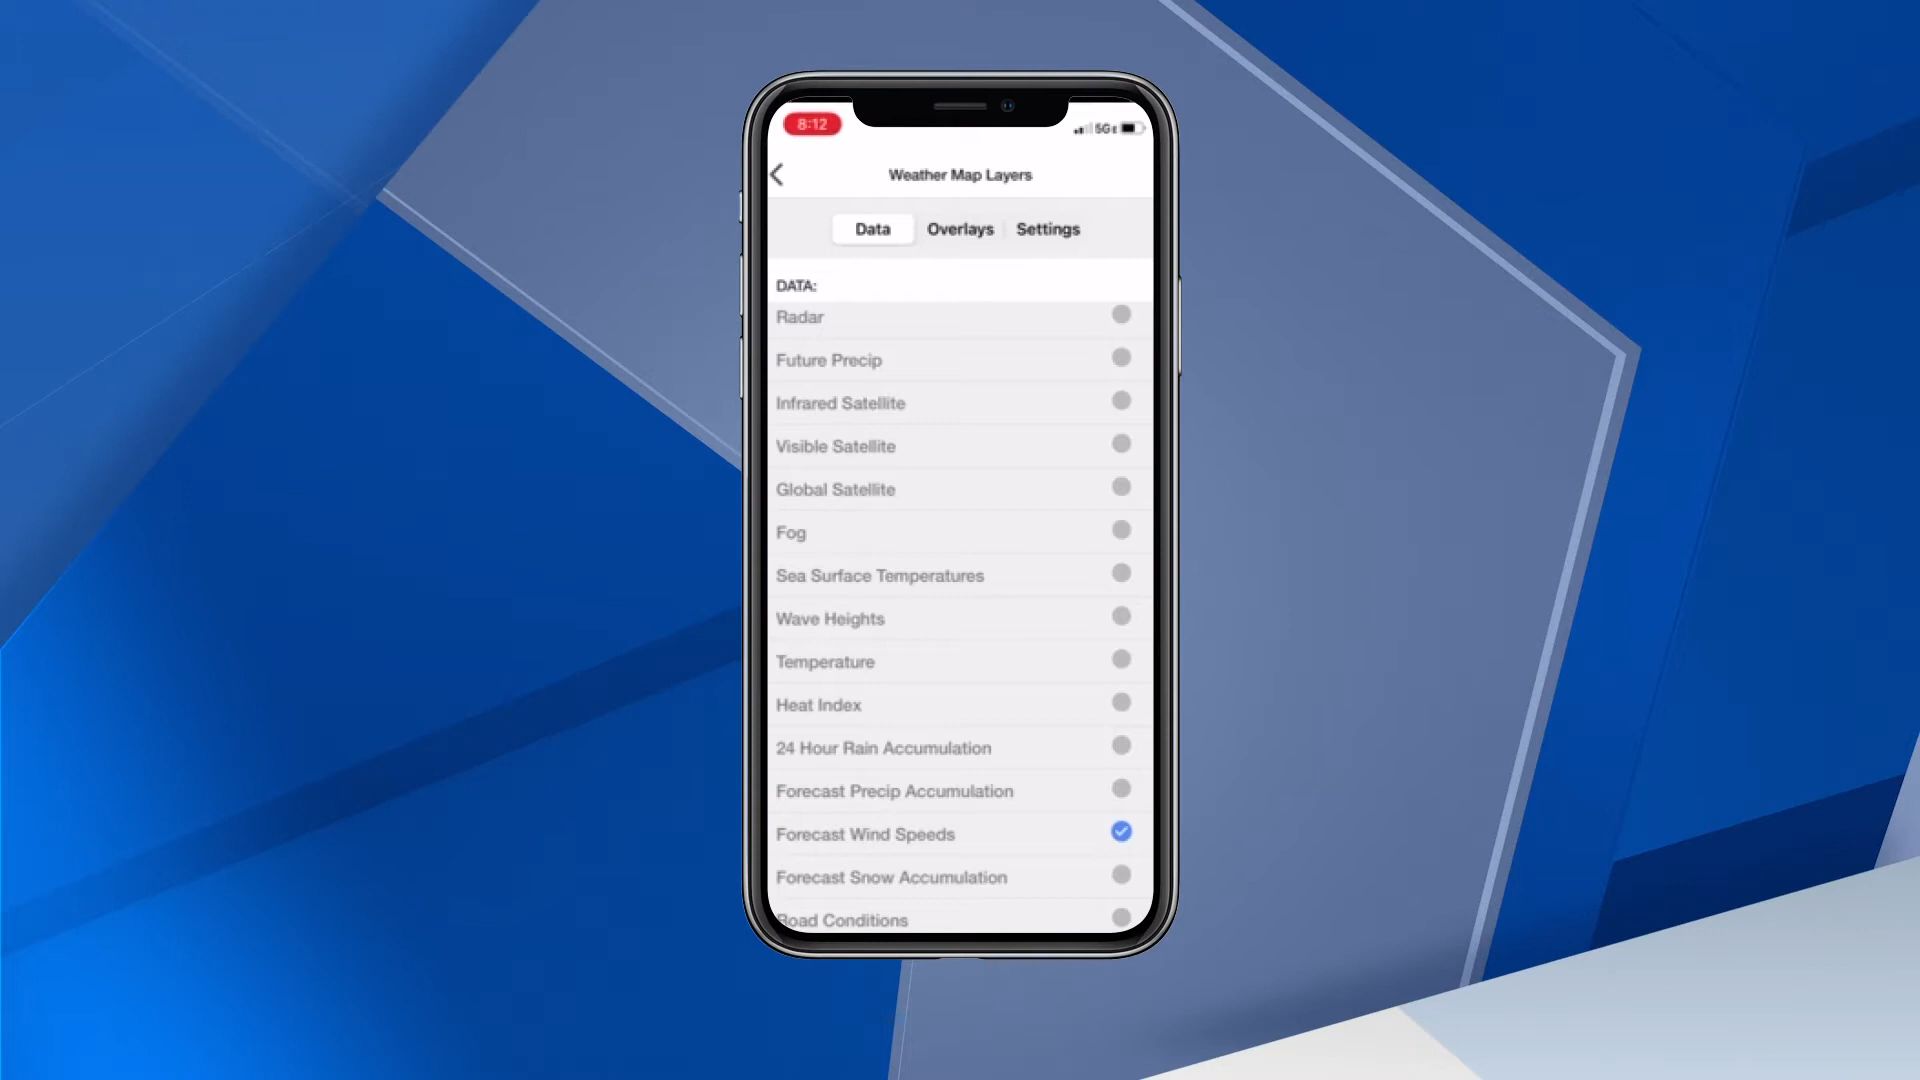 8:12
5GE
Weather Map Layers
Data Overlays Settings
DATA:
Radar
Future Precip
Infrared Satellite
Visible Satellite
Global Satellite
Fog
Sea Surface Temperatures
Wave Heights
Temperature
Heat Index
24 Hour Rain Accumulation
Forecast Precip Accumulation
Forecast Wind Speeds
Forecast Snow Accumulation
Road Conditions